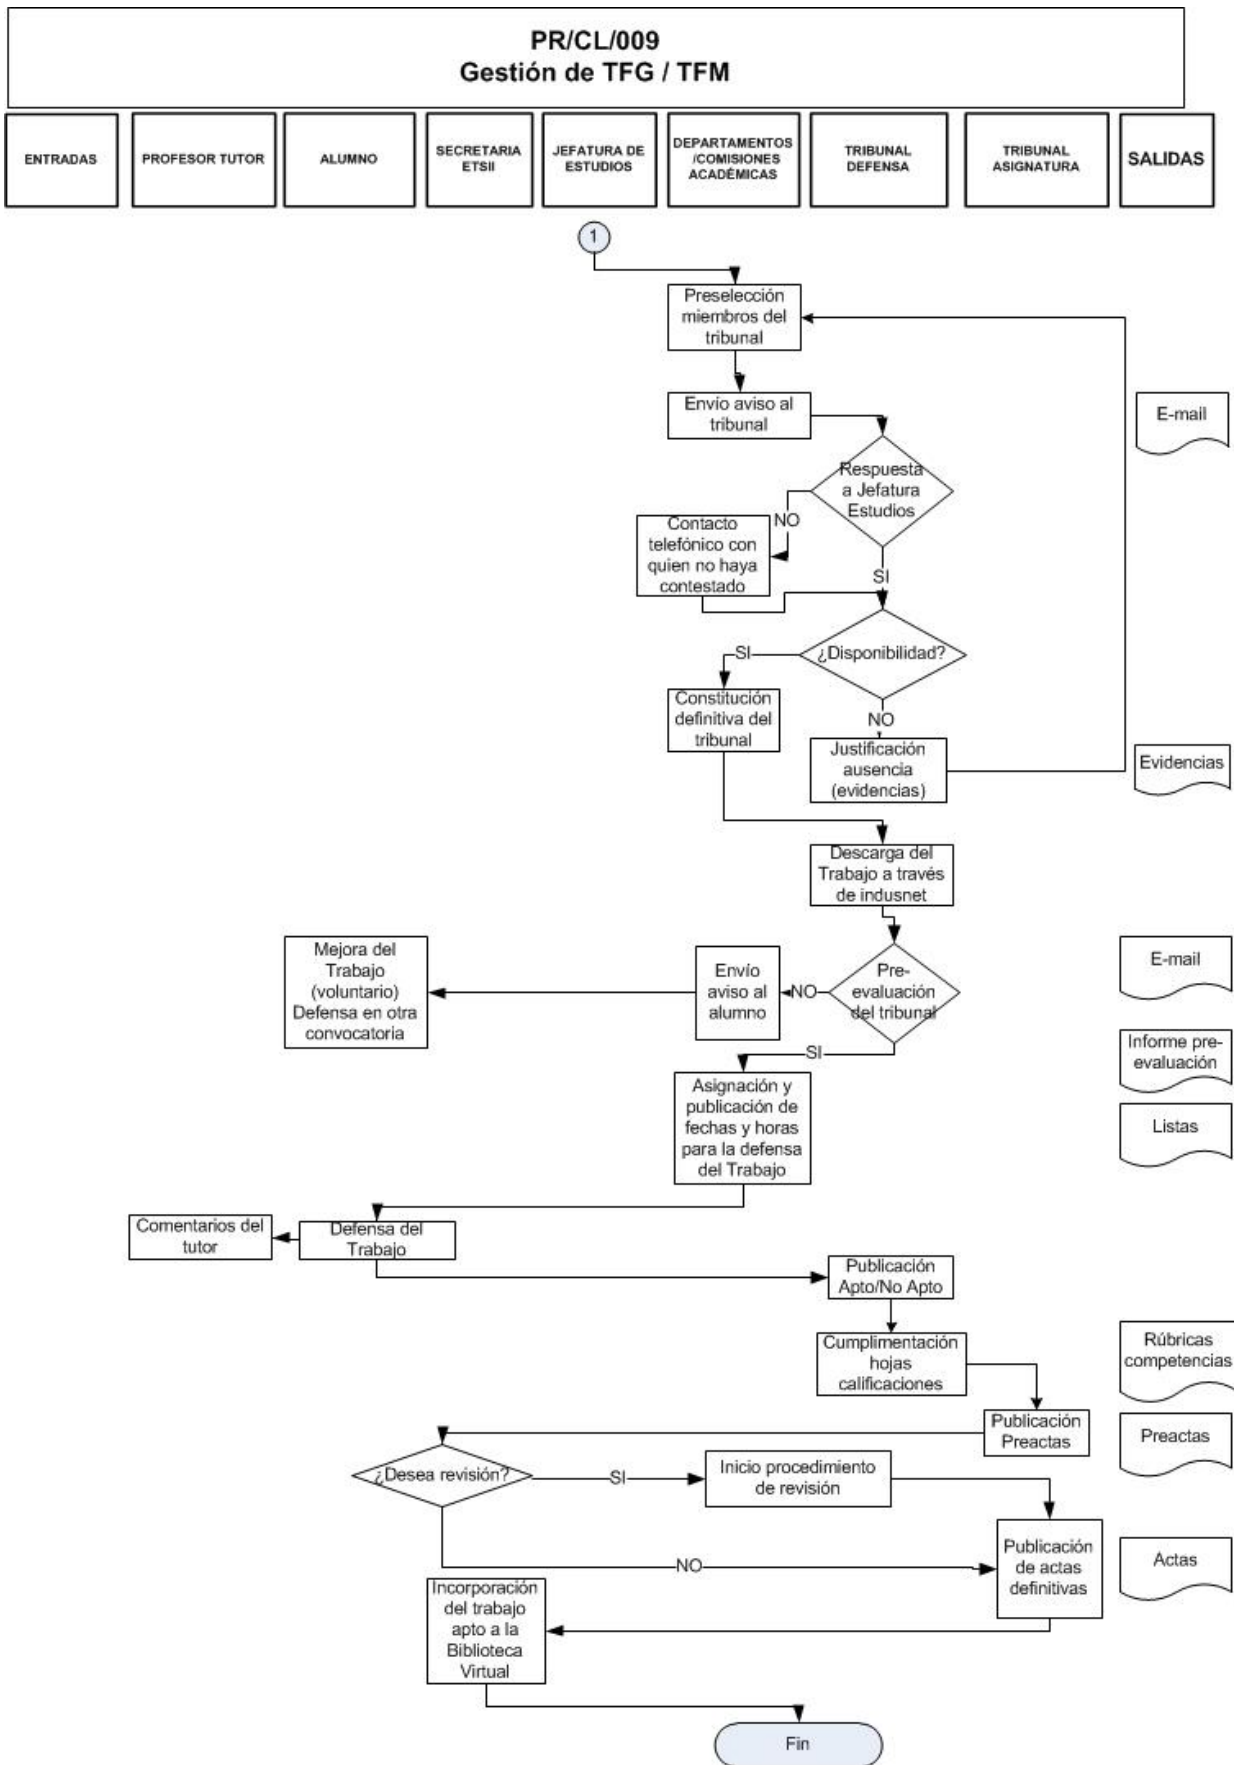 PR/CL/009
Gestión de TFG / TFM
ENTRADAS
PROFESOR TUTOR
ALUMNO
SECRETARIA
ETSII
JEFATURA DE
ESTUDIOS
DEPARTAMENTOS
/COMISIONES
ACADÉMICAS
TRIBUNAL
DEFENSA
TRIBUNAL
ASIGNATURA
SALIDAS
1
Preselección
miembros del
tribunal
Envío aviso al
tribunal
E-mail
Respuesta
a Jefatura
Estudios
NO
Contacto
telefónico con
quien no haya
contestado
SI
¿Disponibilidad?
SI
Constitución
definitiva del
tribunal
NO
Justificación
ausencia
(evidencias)
Evidencias
Descarga del
Trabajo a través
de indusnet
Mejora del
Trabajo
(voluntario)
Defensa en otra
convocatoria
Envío
aviso al
alumno
NO
Pre-
evaluación
del tribunal
E-mail
SI
Informe pre-
evaluación
Asignación y
publicación de
fechas y horas
para la defensa
del Trabajo
Listas
Comentarios del
tutor
Defensa del
Trabajo
Publicación
Apto/No Apto
Cumplimentación
hojas
calificaciones
Rúbricas
competencias
Publicación
Preactas
Preactas
¿Desea revisión?
SI
Inicio procedimiento
de revisión
NO
Publicación
de actas
definitivas
Actas
Incorporación
del trabajo
apto a la
Biblioteca
Virtual
Fin